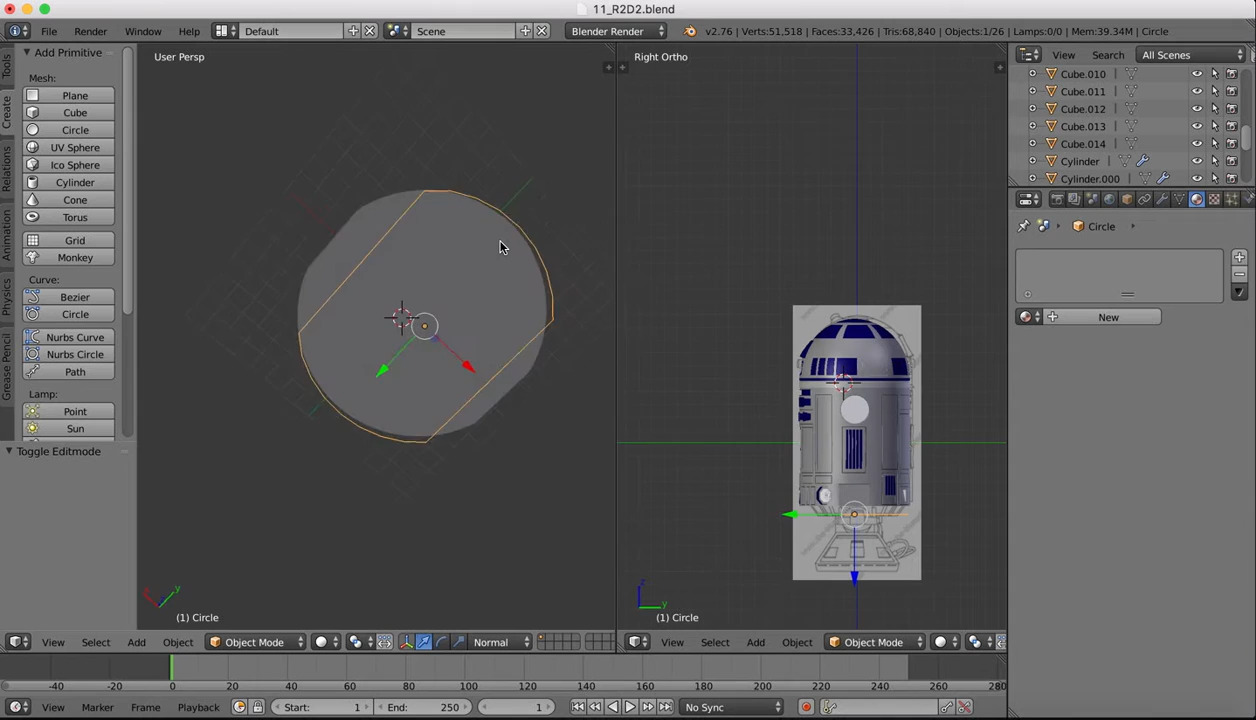 11_R2D2.blend
File Render Window Help Default Scene Blender Render v2.76 | Verts:51,518 | Faces:33,426 | Tris:68,840 | Objects:1/26 | Lamps:0/0 | Mem:39.34M | Circle
Add Primitive
Mesh:
Plane
Cube
Circle
UV Sphere
Ico Sphere
Cylinder
Cone
Torus
Grid
Monkey
Curve:
Bezier
Circle
Nurbs Curve
Nurbs Circle
Path
Lamp:
Point
Sun
Toggle Editmode
Tools
Create
Relations
Animation
Physics
Grease Pencil
User Persp
(1) Circle
Right Ortho
z
y
(1) Circle
View Search All Scenes
Cube.010
Cube.011
Cube.012
Cube.013
Cube.014
Cylinder
Cylinder.000
Circle
New
View Select Add Object Object Mode Normal
View Select Add Object Object Mode
-40 -20 0 20 40 60 80 100 120 140 160 180 200 220 240 260 280
View Marker Frame Playback Start: 1 End: 250 1 No Sync